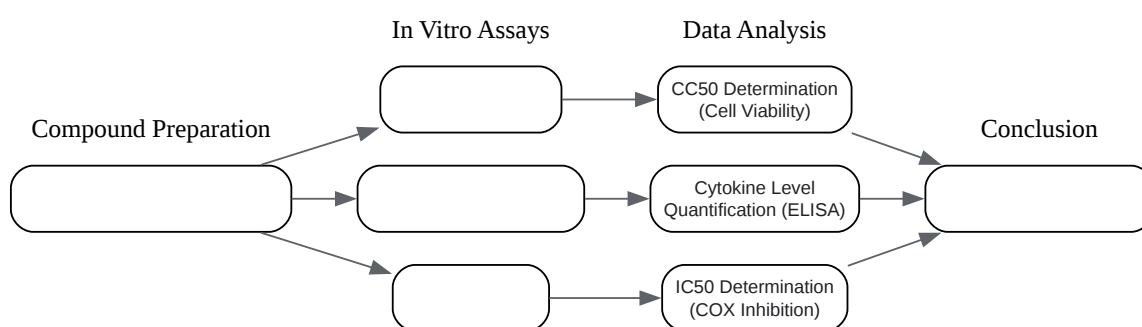 In Vitro Assays
Data Analysis
CC50 Determination
(Cell Viability)
Compound Preparation
Conclusion
Cytokine Level
Quantification (ELISA)
IC50 Determination
(COX Inhibition)